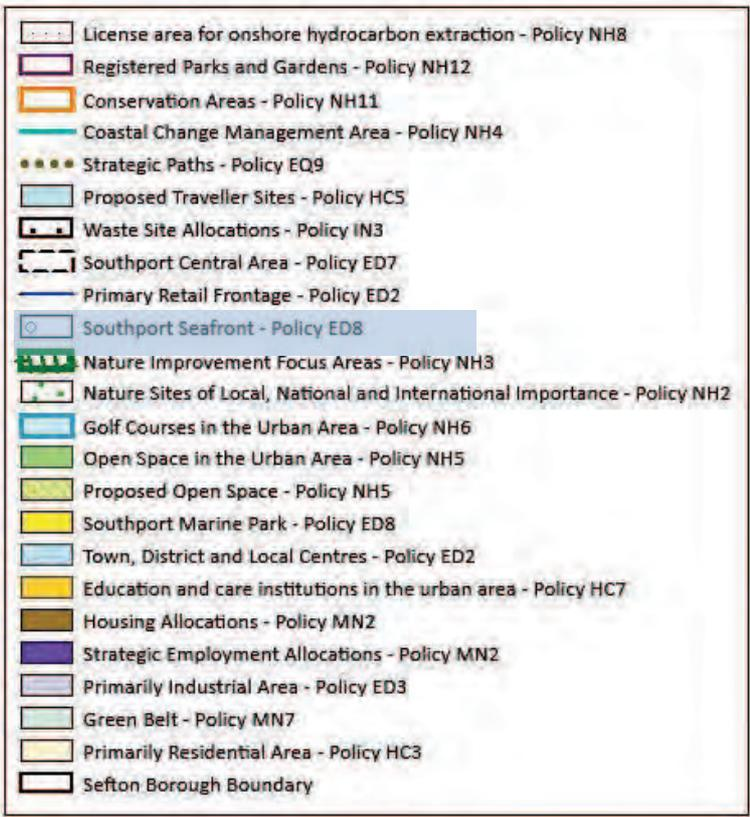 License area for onshore hydrocarbon extraction - Policy NH8
Registered Parks and Gardens - Policy NH12
Conservation Areas - Policy NH11
Coastal Change Management Area - Policy NH4
Strategic Paths - Policy EQ9
Proposed Traveller Sites - Policy HC5
Waste Site Allocations - Policy IN3
Southport Central Area - Policy ED7
Primary Retail Frontage - Policy ED2
Southport Seafront - Policy ED8
Nature Improvement Focus Areas - Policy NH3
Nature Sites of Local, National and International Importance - Policy NH2
Golf Courses in the Urban Area - Policy NH6
Open Space in the Urban Area - Policy NH5
Proposed Open Space - Policy NH5
Southport Marine Park - Policy ED8
Town, District and Local Centres - Policy ED2
Education and care institutions in the urban area - Policy HC7
Housing Allocations - Policy MN2
Strategic Employment Allocations - Policy MN2
Primarily Industrial Area - Policy ED3
Green Belt - Policy MN7
Primarily Residential Area - Policy HC3
Sefton Borough Boundary